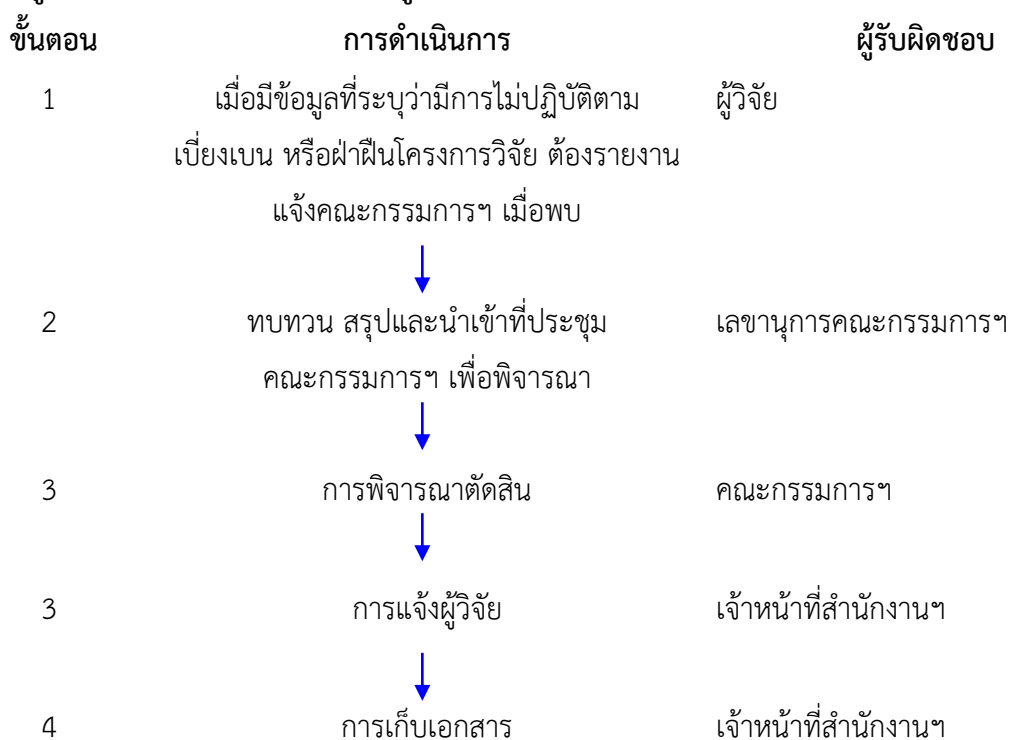 ขั้นตอน การดำเนินการ ผู้รับผิดชอบ
1 เมื่อมีข้อมูลที่ระบุว่ามีการไม่ปฏิบัติตาม ผู้วิจัย
เบี่ยงเบน หรือฝ่าฝืนโครงการวิจัย ต้องรายงาน
แจ้งคณะกรรมการฯ เมื่อพบ
2 ทบทวน สรุปและนำเข้าที่ประชุม เลขานุการคณะกรรมการฯ
คณะกรรมการฯ เพื่อพิจารณา
3 การพิจารณาตัดสิน คณะกรรมการฯ
3 การแจ้งผู้วิจัย เจ้าหน้าที่สำนักงานฯ
4 การเก็บเอกสาร เจ้าหน้าที่สำนักงานฯ